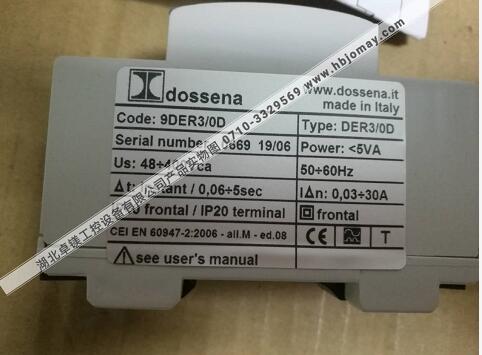 dossena
www.dossena.it
made in Italy
Code: 9DER3/0D
Type: DER3/0D
Serial number 669 19/06
Power: <5VA
Us: 48÷
50÷60Hz
Δt: / 0,06÷5sec
IΔn: 0,03÷30A
frontal / IP20 terminal
frontal
CEI EN 60947-2:2006 - all.M - ed.08
CE
T
see user's manual
湖北卓镁工控设备有限公司产品实物图 0710-3329569 www.hbjomay.com